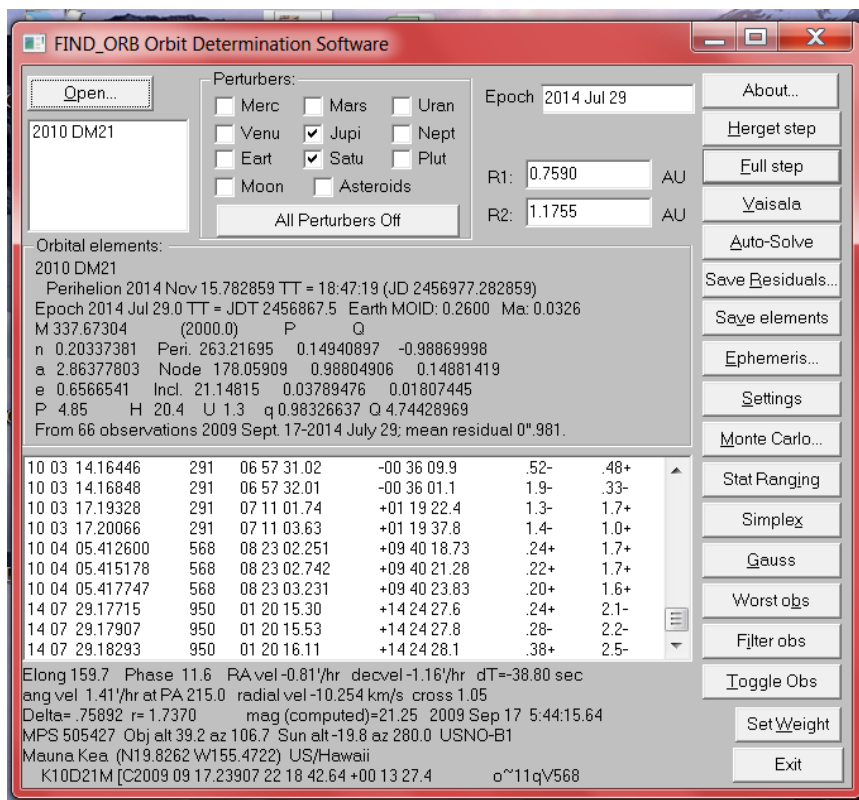 FIND_ORB Orbit Determination Software
Open...
2010 DM21
Perturbers:
Merc Mars Uran
Venu Jupi Nept
Eart Satu Plut
Moon Asteroids
All Perturbers Off
Epoch 2014 Jul 29
R1: 0.7590 AU
R2: 1.1755 AU
About...
Herget step
Full step
Vaisala
Auto-Solve
Save Residuals...
Save elements
Ephemeris...
Settings
Monte Carlo...
Stat Ranging
Simplex
Gauss
Worst obs
Filter obs
Toggle Obs
Set Weight
Exit
Orbital elements:
2010 DM21
Perihelion 2014 Nov 15.782859 TT = 18:47:19 (JD 2456977.282859)
Epoch 2014 Jul 29.0 TT = JDT 2456867.5 Earth MOID: 0.2600 Ma: 0.0326
M 337.67304 (2000.0) P Q
n 0.20337381 Peri. 263.21695 0.14940897 -0.98869998
a 2.86377803 Node 178.05909 0.98804906 0.14881419
e 0.6566541 Incl. 21.14815 0.03789476 0.01807445
P 4.85 H 20.4 U 1.3 q 0.98326637 Q 4.74428969
From 66 observations 2009 Sept. 17-2014 July 29; mean residual 0".981.
10 03 14.16446 291 06 57 31.02 -00 36 09.9 .52- .48+
10 03 14.16848 291 06 57 32.01 -00 36 01.1 1.9- .33-
10 03 17.19328 291 07 11 01.74 +01 19 22.4 1.3- 1.7+
10 03 17.20066 291 07 11 03.63 +01 19 37.8 1.4- 1.0+
10 04 05.412600 568 08 23 02.251 +09 40 18.73 .24+ 1.7+
10 04 05.415178 568 08 23 02.742 +09 40 21.28 .22+ 1.7+
10 04 05.417747 568 08 23 03.231 +09 40 23.83 .20+ 1.6+
14 07 29.17715 950 01 20 15.30 +14 24 27.6 .24+ 2.1-
14 07 29.17907 950 01 20 15.53 +14 24 27.8 .28- 2.2-
14 07 29.18293 950 01 20 16.11 +14 24 28.1 .38+ 2.5-
Elong 159.7 Phase 11.6 RA vel -0.81'/hr decvel -1.16'/hr dT=-38.80 sec
ang vel 1.41'/hr at PA 215.0 radial vel -10.254 km/s cross 1.05
Delta= .75892 r= 1.7370 mag (computed)=21.25 2009 Sep 17 5:44:15.64
MPS 505427 Obj alt 39.2 az 106.7 Sun alt -19.8 az 280.0 USNO-B1
Mauna Kea (N19.8262 W155.4722) US/Hawaii
K10D21M [C2009 09 17.23907 22 18 42.64 +00 13 27.4 o~11qV568